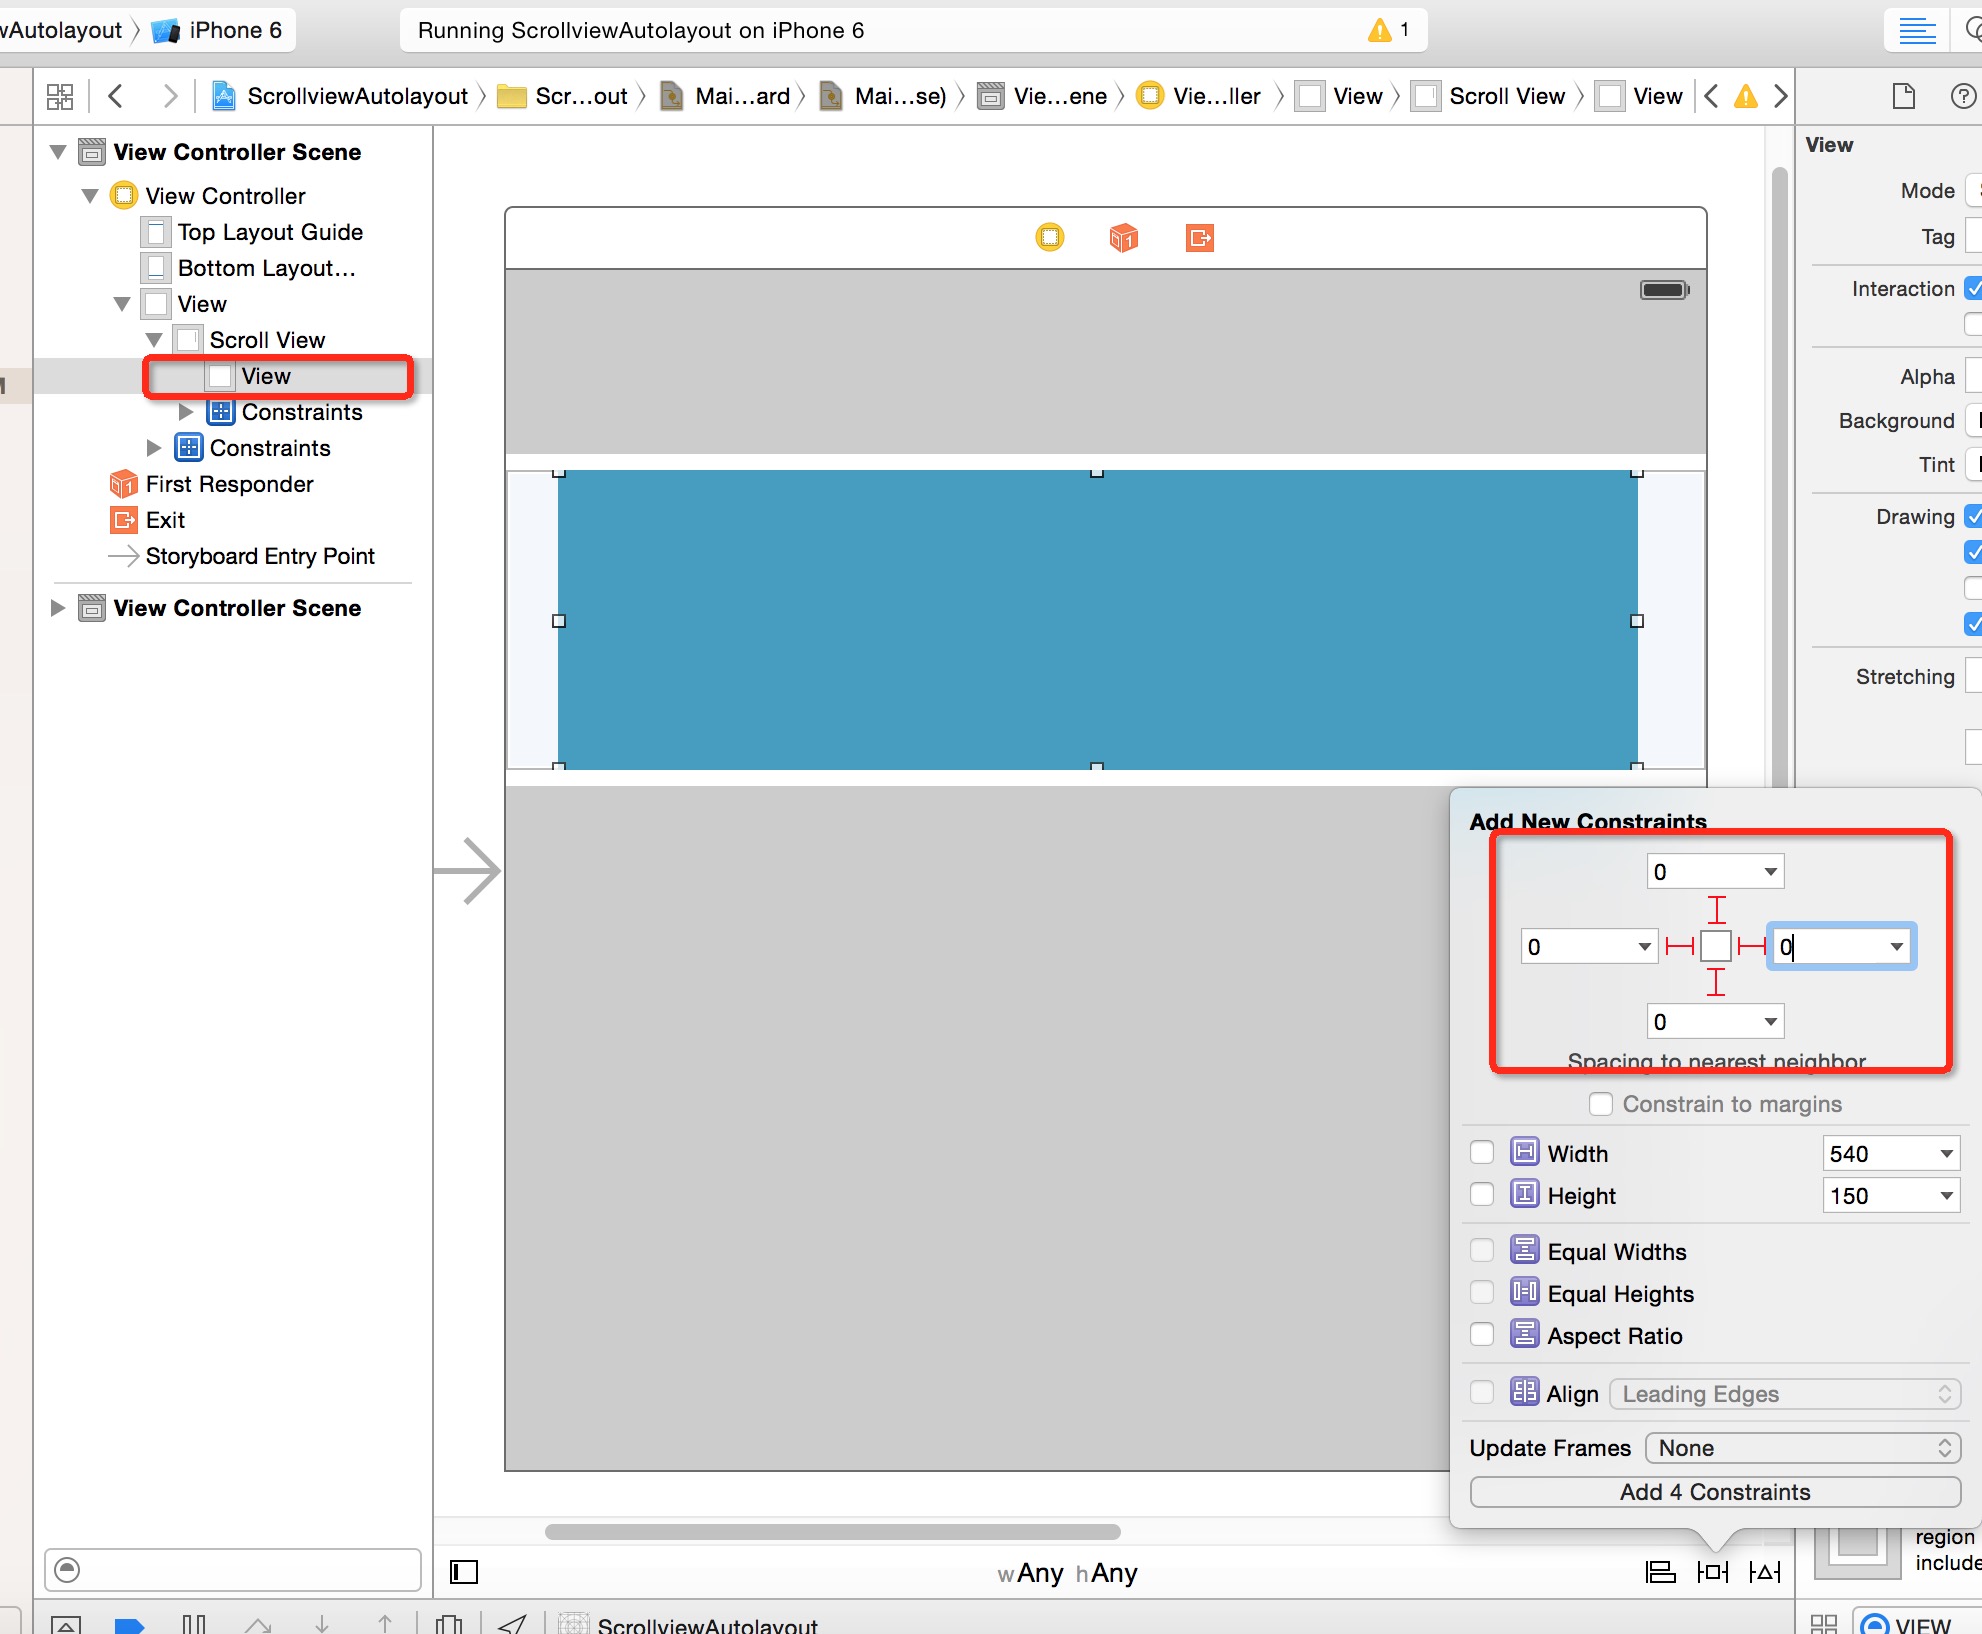 wAutolayout iPhone 6
Running ScrollviewAutolayout on iPhone 6
1
ScrollviewAutolayout Scr...out Mai...ard Mai...se) Vie...ene Vie...ller View Scroll View View
View Controller Scene
View Controller
Top Layout Guide
Bottom Layout...
View
Scroll View
View
Constraints
Constraints
First Responder
Exit
Storyboard Entry Point
View Controller Scene
View
Mode
Tag
Interaction
Alpha
Background
Tint
Drawing
Stretching
Add New Constraints
0
0
0
0
Spacing to nearest neighbor
Constrain to margins
Width 540
Height 150
Equal Widths
Equal Heights
Aspect Ratio
Align Leading Edges
Update Frames None
Add 4 Constraints
region
include
wAny hAny
ScrollviewAutolayout
VIEW